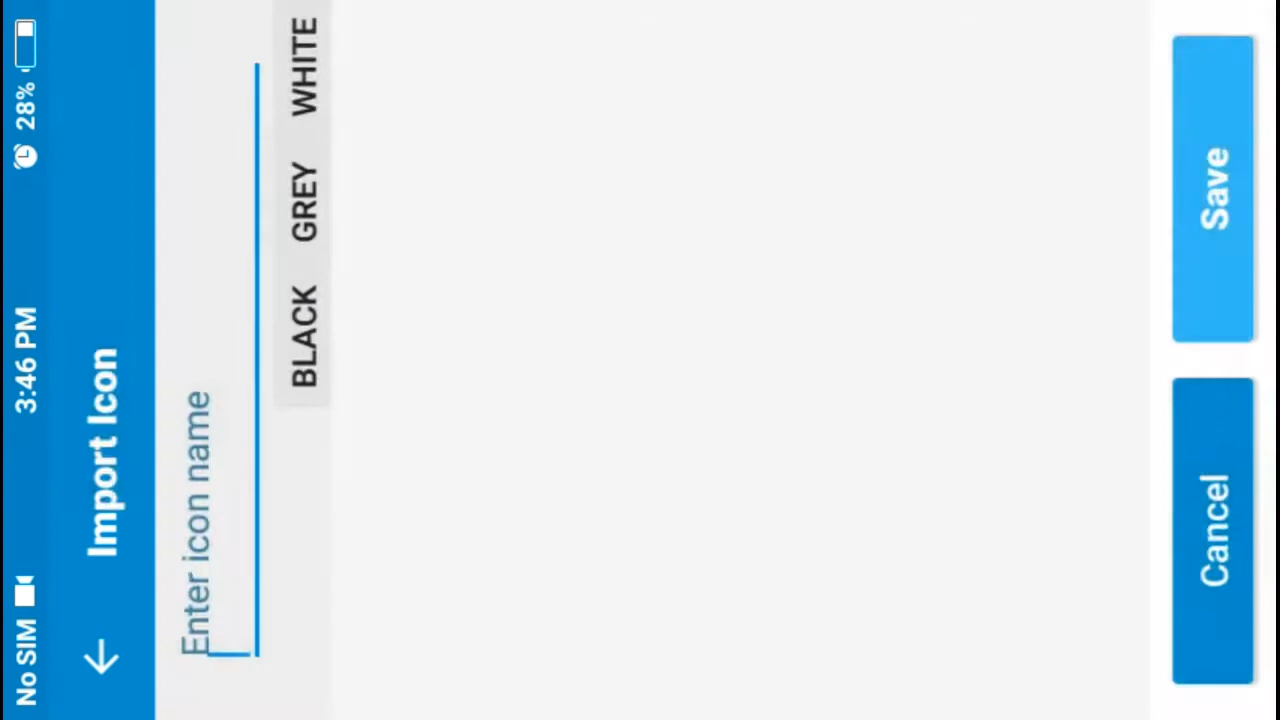 No SIM 3:46 PM 28%
Import Icon
Enter icon name
BLACK GREY WHITE
Cancel Save